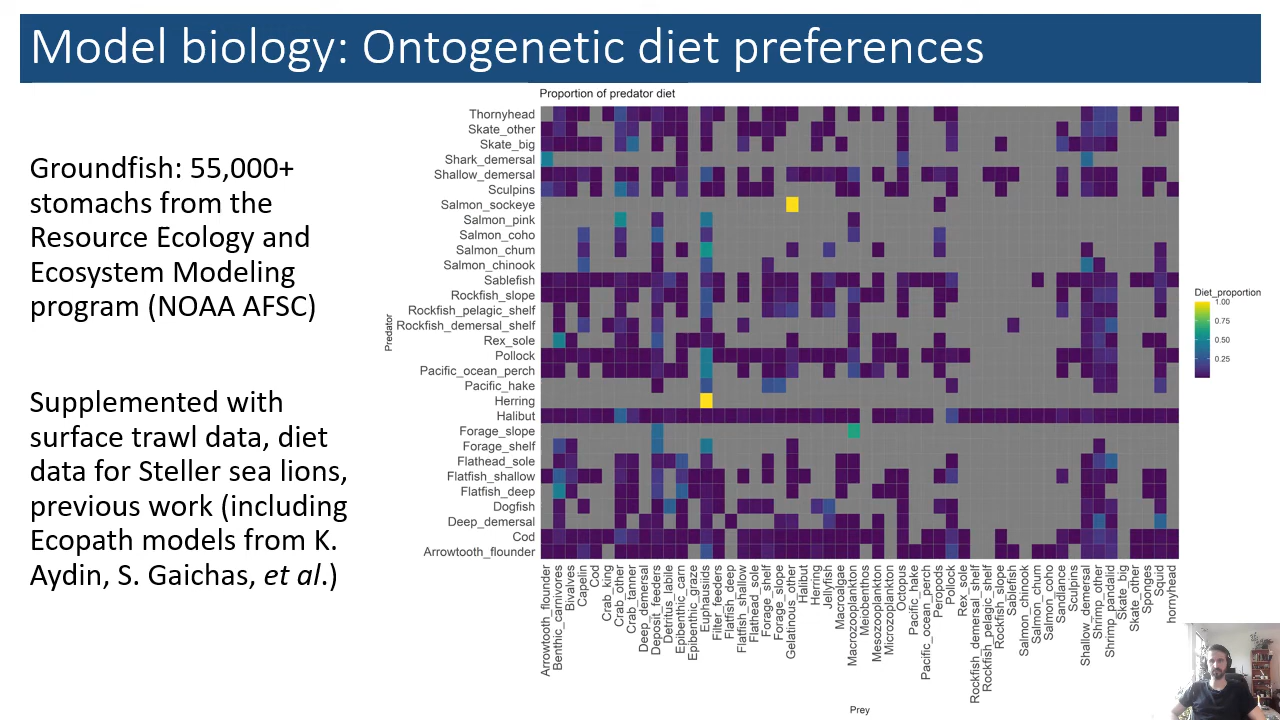 Model biology: Ontogenetic diet preferences
Groundfish: 55,000+
stomachs from the
Resource Ecology and
Ecosystem Modeling
program (NOAA AFSC)
Supplemented with
surface trawl data, diet
data for Steller sea lions,
previous work (including
Ecopath models from K.
Aydin, S. Gaichas, et al.)
Proportion of predator diet
Predator
Thornyhead
Skate_other
Skate_big
Shark_demersal
Shallow_demersal
Sculpins
Salmon_sockeye
Salmon_pink
Salmon_coho
Salmon_chum
Salmon_chinook
Sablefish
Rockfish_slope
Rockfish_pelagic_shelf
Rockfish_demersal_shelf
Rex_sole
Pollock
Pacific_ocean_perch
Pacific_hake
Herring
Halibut
Forage_slope
Forage_shelf
Flathead_sole
Flatfish_shallow
Flatfish_deep
Dogfish
Deep_demersal
Cod
Arrowtooth_flounder
Arrowtooth_flounder
Benthic_carnivores
Bivalves
Capelin
Cod
Crab_king
Crab_other
Crab_tanner
Deep_demersal
Deposit_feeders
Detritus_labile
Epibenthic_carn
Epibenthic_graze
Euphausiids
Filter_feeders
Flatfish_deep
Flatfish_shallow
Flathead_sole
Forage_shelf
Forage_slope
Gelatinous_other
Halibut
Herring
Jellyfish
Macroalgae
Macrozooplankton
Meiobenthos
Mesozooplankton
Microzooplankton
Octopus
Pacific_hake
Pacific_ocean_perch
Peropods
Pollock
Rex_sole
Rockfish_demersal_shelf
Rockfish_pelagic_shelf
Rockfish_slope
Sablefish
Salmon_chinook
Salmon_chum
Salmon_coho
Sculpins
Shallow_demersal
Shrimp_other
Shrimp_pandalid
Skate_big
Skate_other
Sponges
Squid
hornyhead
Sandlance
Prey
Diet_proportion
1.00
0.75
0.50
0.25